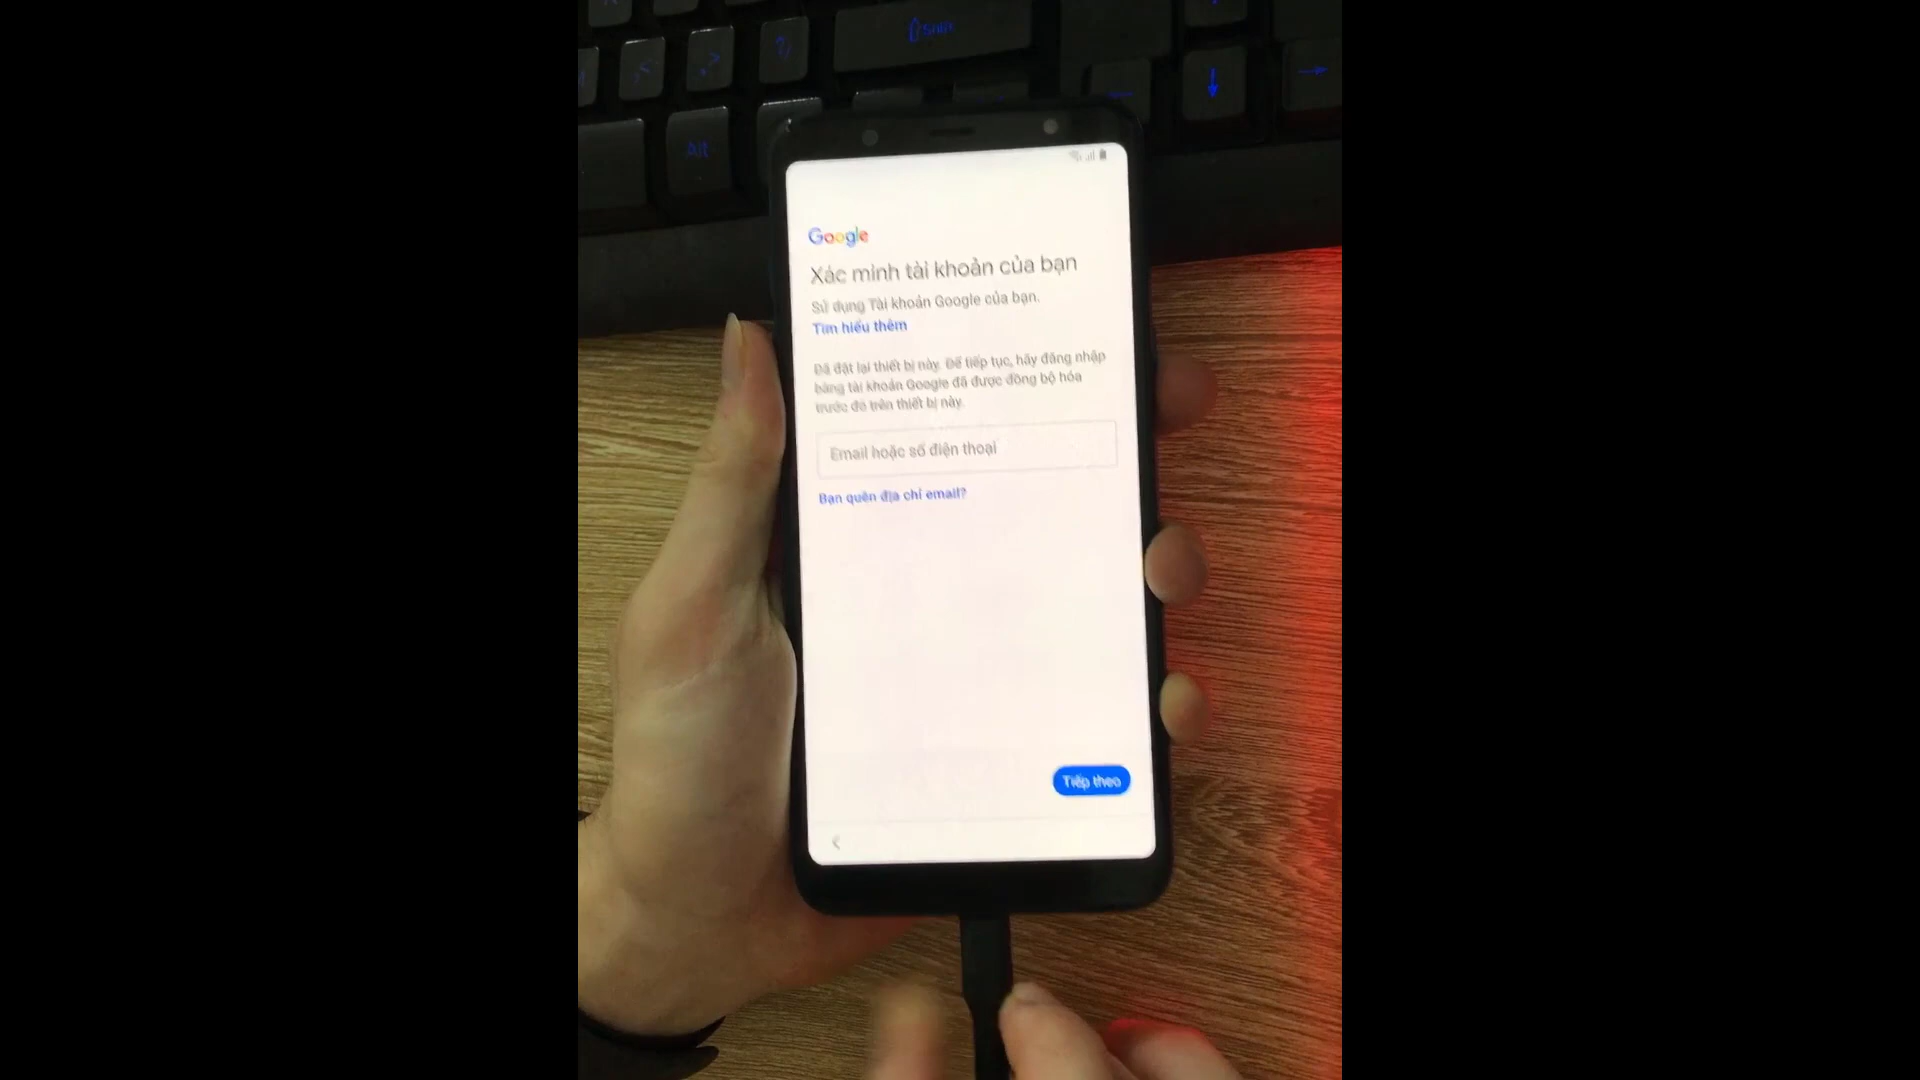 Shift
Alt
Google
Xác minh tài khoản của bạn
Sử dụng Tài khoản Google của bạn.
Tìm hiểu thêm
Đã đặt lại thiết bị này. Để tiếp tục, hãy đăng nhập
bằng tài khoản Google đã được đồng bộ hóa
trước đó trên thiết bị này.
Email hoặc số điện thoại
Bạn quên địa chỉ email?
Tiếp theo